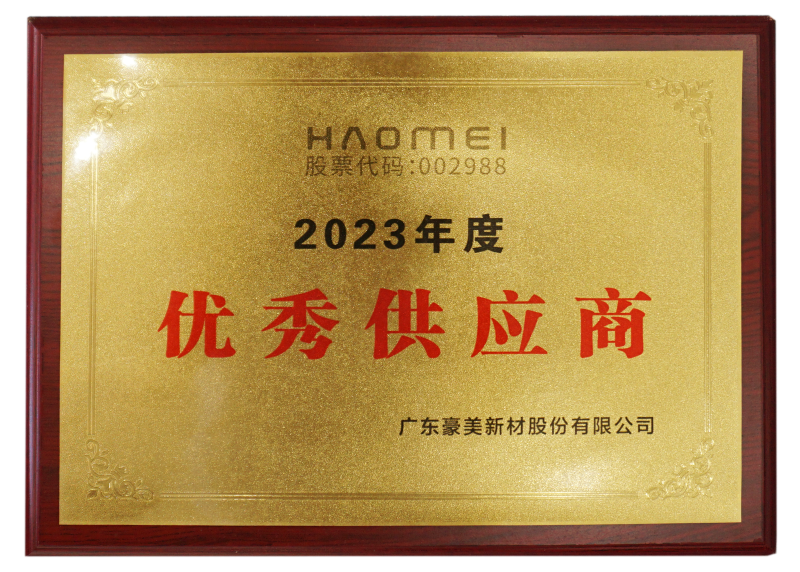 HAOMEI
股票代码:002988
2023年度
优秀供应商
广东豪美新材股份有限公司